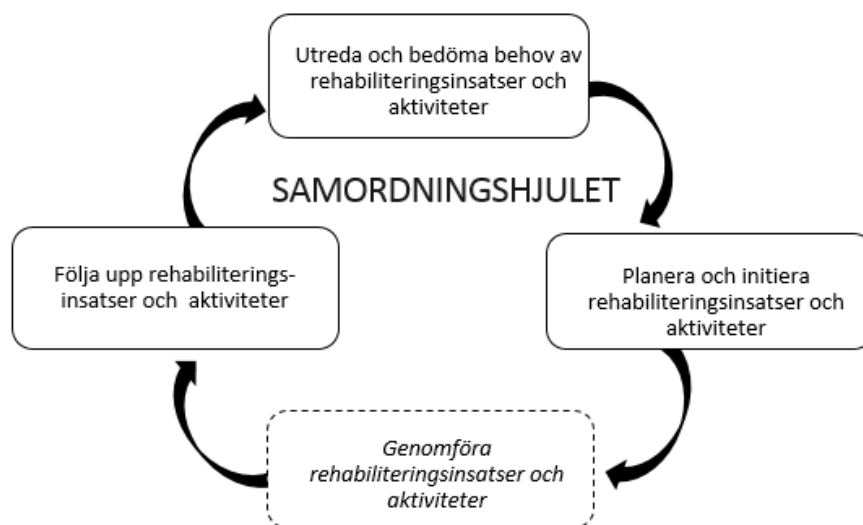 Utreda och bedöma behov av
rehabiliteringsinsatser och
aktiviteter
SAMORDNINGSHJULET
Följa upp rehabiliterings-
insatser och aktiviteter
Planera och initiera
rehabiliteringsinsatser och
aktiviteter
Genomföra
rehabiliteringsinsatser och
aktiviteter